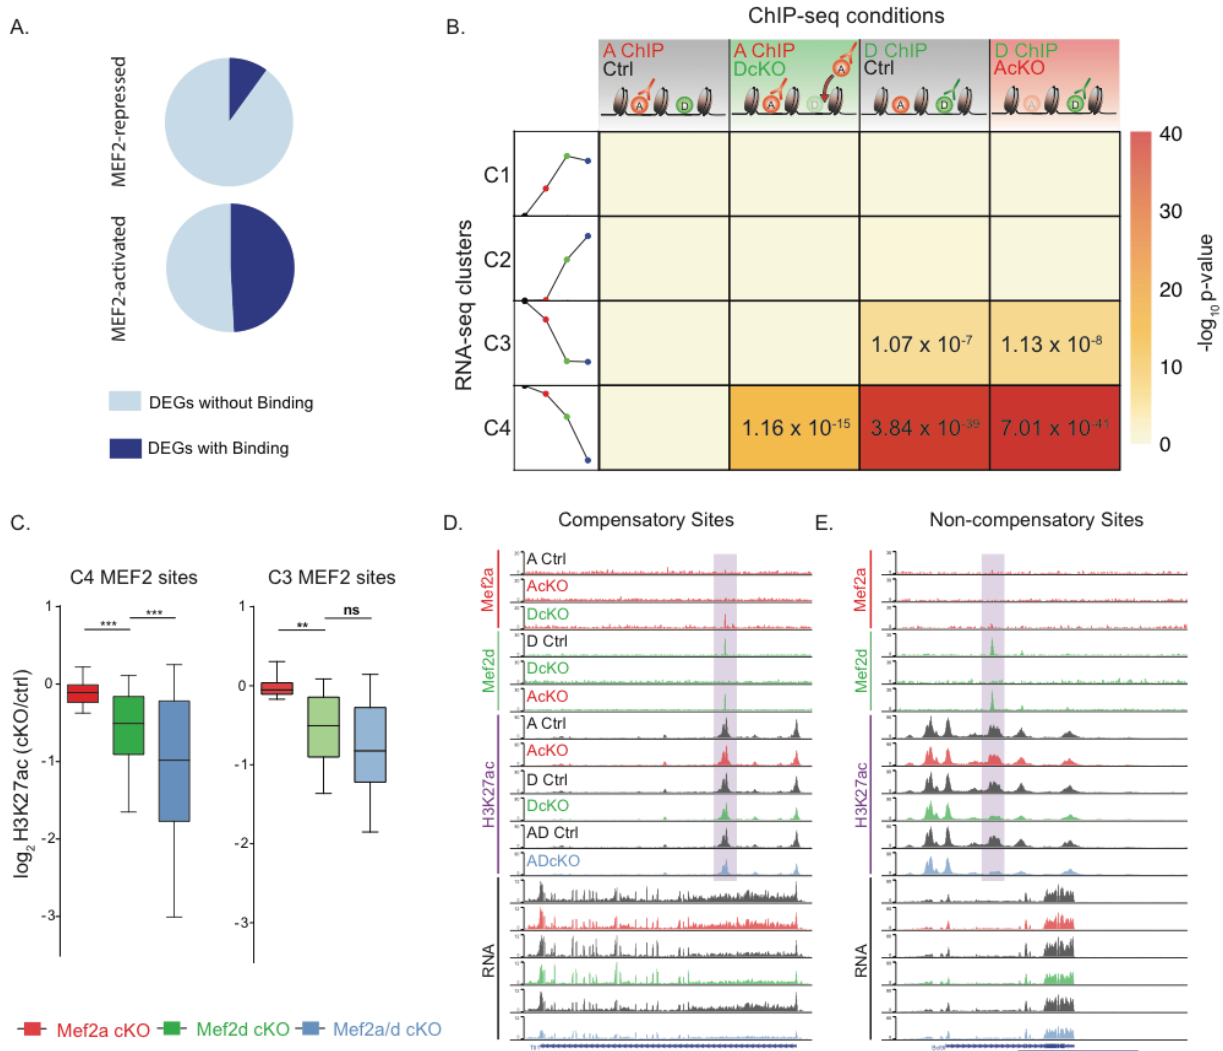 A.
MEF2-repressed
MEF2-activated
DEGs without Binding
DEGs with Binding
B.
ChIP-seq conditions
A ChIP
Ctrl
A ChIP
DcKO
D ChIP
Ctrl
D ChIP
AcKO
A
D
A
D
A
A
D
A
D
RNA-seq clusters
C1
C2
C3
1.07 x 10-7
1.13 x 10-8
C4
1.16 x 10-15
3.84 x 10-39
7.01 x 10-41
40
30
20
10
0
-log10 p-value
C.
C4 MEF2 sites
C3 MEF2 sites
log2 H3K27ac (cKO/ctrl)
1
0
-1
-2
-3
***
***
1
0
-1
-2
-3
**
ns
Mef2a cKO
Mef2d cKO
Mef2a/d cKO
D.
Compensatory Sites
Mef2a
A Ctrl
AcKO
DcKO
Mef2d
D Ctrl
DcKO
AcKO
H3K27ac
A Ctrl
AcKO
D Ctrl
DcKO
AD Ctrl
ADcKO
RNA
E.
Non-compensatory Sites
Mef2a
Mef2d
H3K27ac
RNA